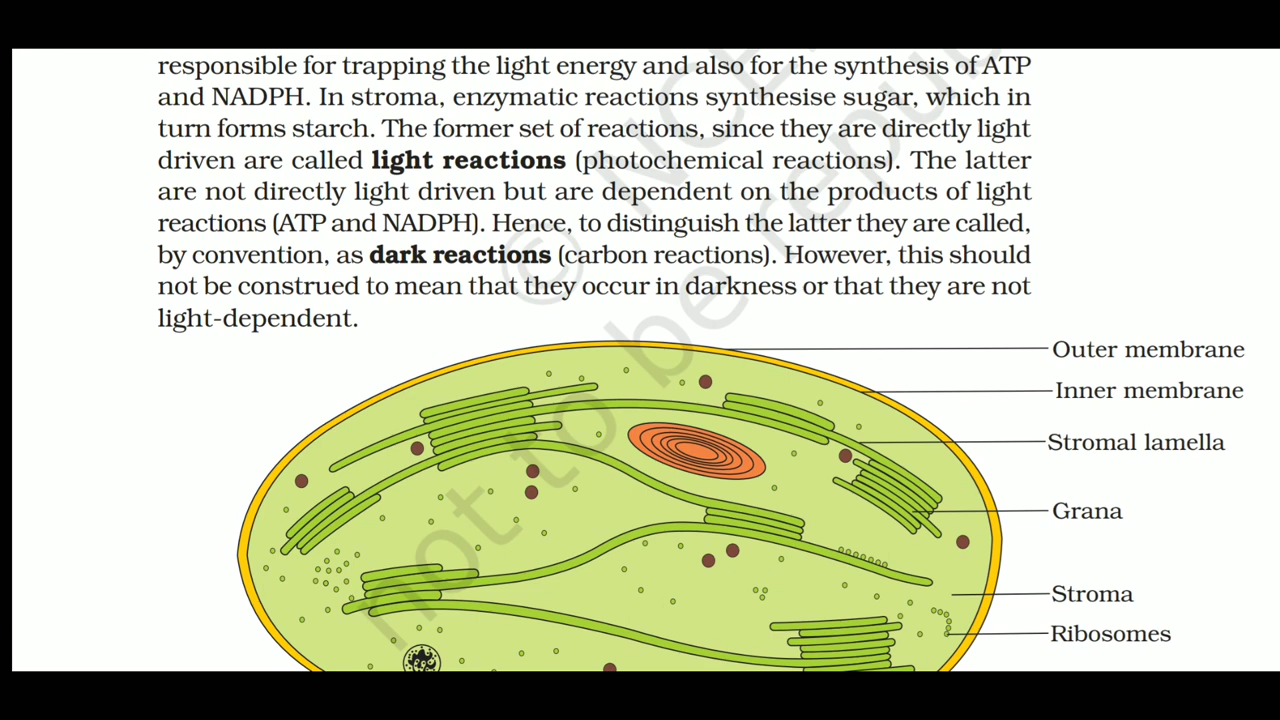 responsible for trapping the light energy and also for the synthesis of ATP
and NADPH. In stroma, enzymatic reactions synthesise sugar, which in
turn forms starch. The former set of reactions, since they are directly light
driven are called light reactions (photochemical reactions). The latter
are not directly light driven but are dependent on the products of light
reactions (ATP and NADPH). Hence, to distinguish the latter they are called,
by convention, as dark reactions (carbon reactions). However, this should
not be construed to mean that they occur in darkness or that they are not
light-dependent.
Outer membrane
Inner membrane
Stromal lamella
Grana
Stroma
Ribosomes
not to be